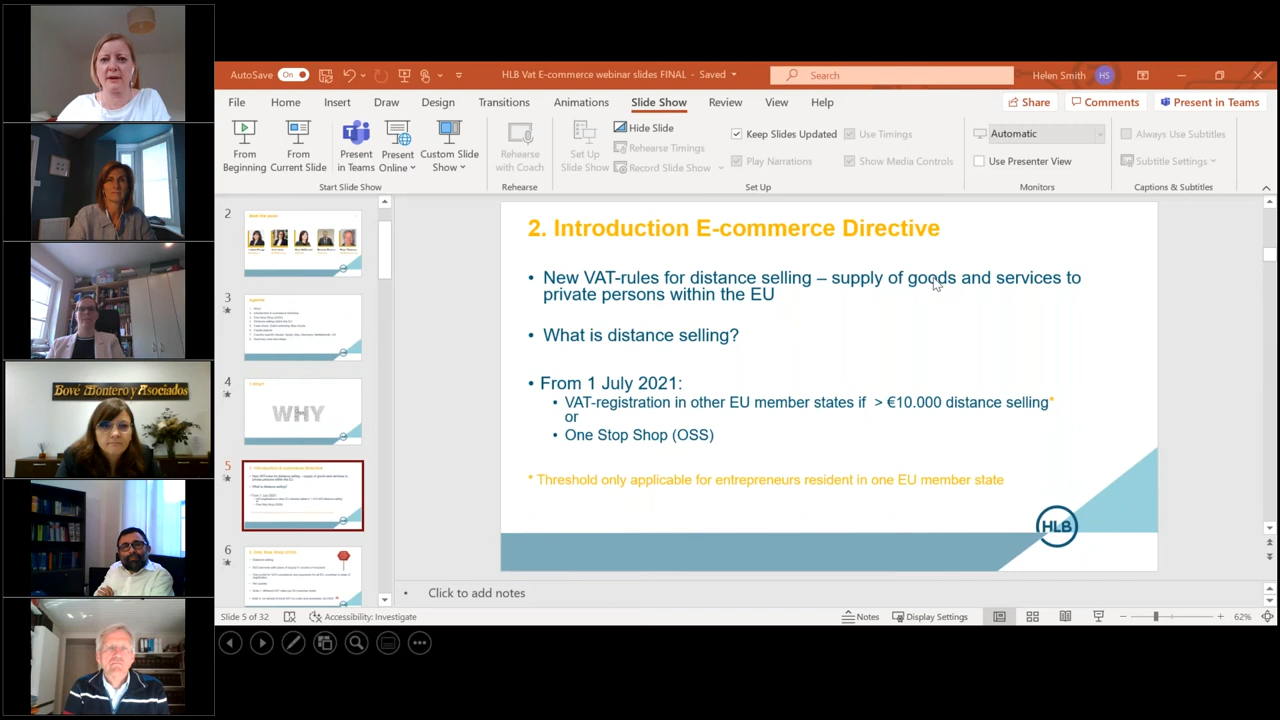 Bové Montero y Asociados
AutoSave
On
HLB Vat E-commerce webinar slides FINAL - Saved
Search
Helen Smith
HS
File
Home
Insert
Draw
Design
Transitions
Animations
Slide Show
Review
View
Help
Share
Comments
Present in Teams
From
Beginning
From
Current Slide
Present
in Teams
Present
Online
Custom Slide
Show
Rehearse
with Coach
Set Up
Slide Show
Hide Slide
Rehearse Timings
Record Slide Show
Keep Slides Updated
Use Timings
Play Narrations
Show Media Controls
Automatic
Use Presenter View
Always Use Subtitles
Subtitle Settings
Start Slide Show
Rehearse
Set Up
Monitors
Captions & Subtitles
2
3
4
WHY
5
6
2. Introduction E-commerce Directive
• New VAT-rules for distance selling – supply of goods and services to
private persons within the EU
• What is distance selling?
• From 1 July 2021:
• VAT-registration in other EU member states if > €10.000 distance selling*
or
• One Stop Shop (OSS)
* Threshold only applicable for entrepreneurs resident in one EU member state
HLB
Click to add notes
Slide 5 of 32
Accessibility: Investigate
Notes
Display Settings
62%